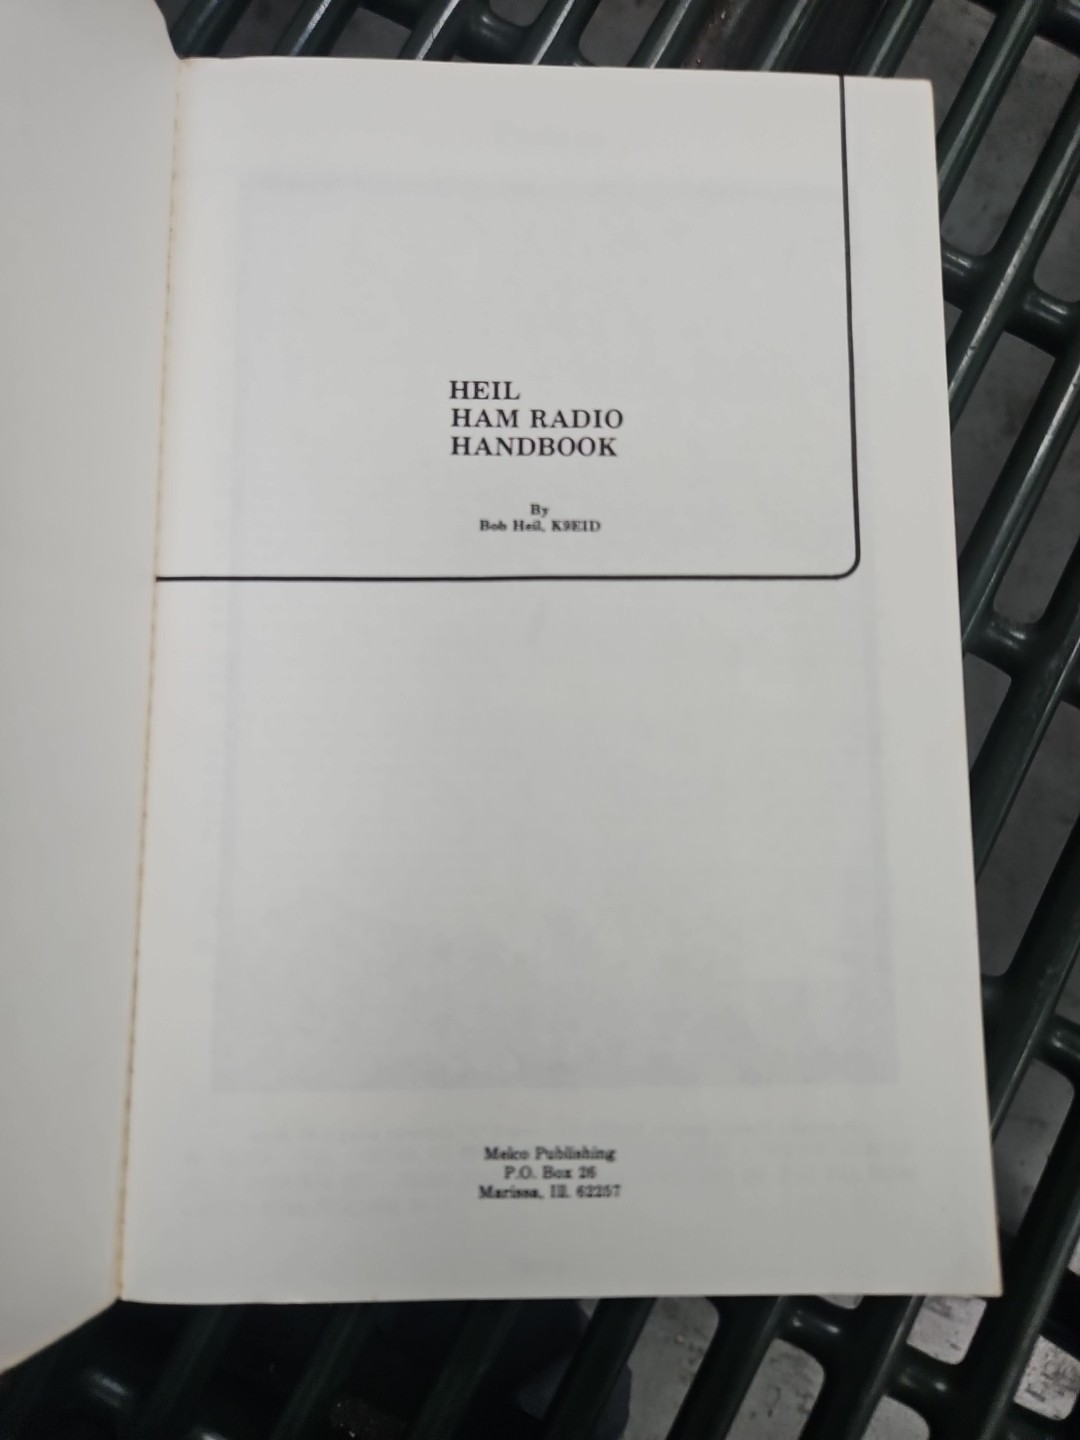 HEIL
HAM RADIO
HANDBOOK
By
Bob Heil, K9EID
Melco Publishing
P.O. Box 26
Marissa, Ill. 62257